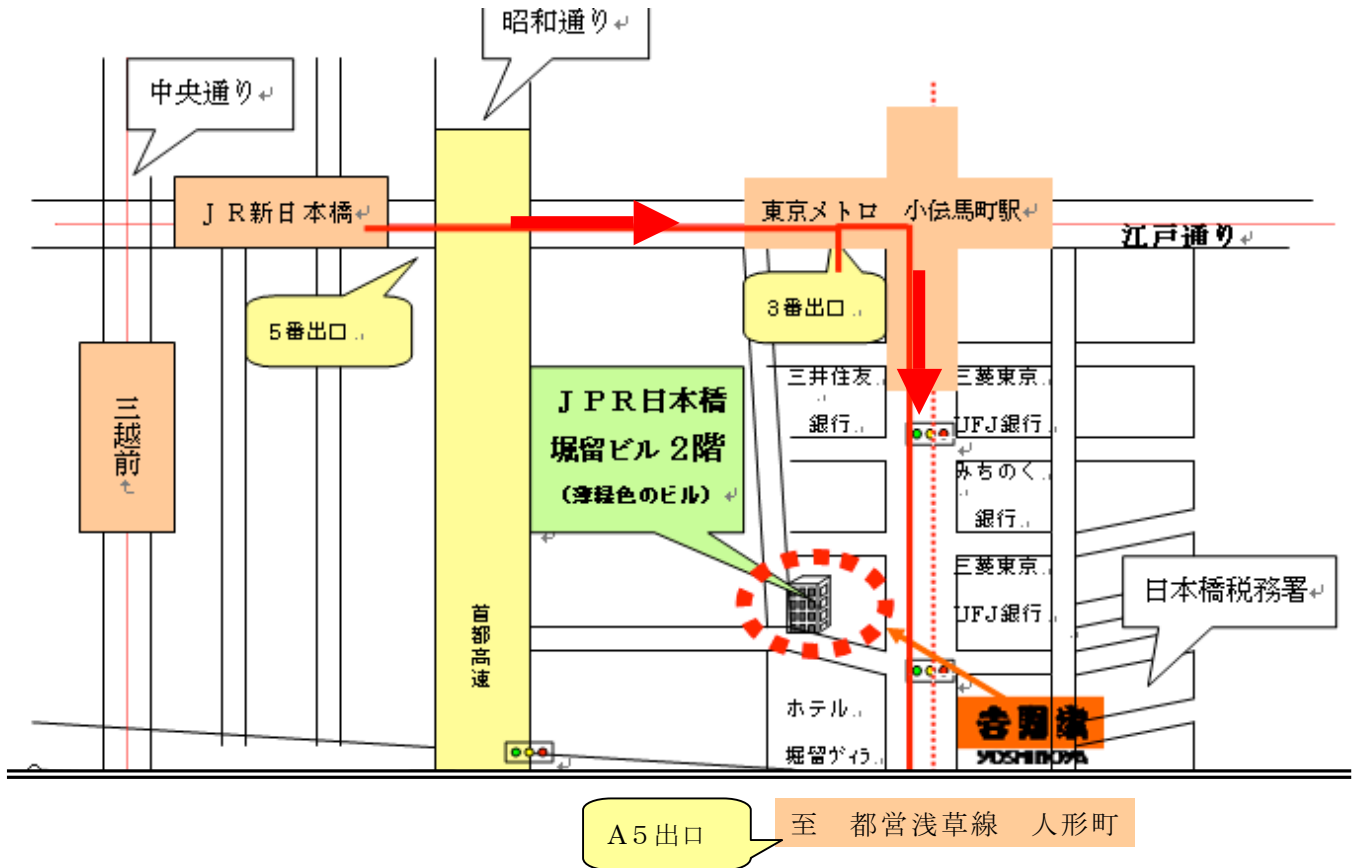 昭和通り
中央通り
ＪＲ新日本橋
東京メトロ　小伝馬町駅
江戸通り
５番出口
３番出口
三越前
ＪＰＲ日本橋
堀留ビル 2階
（薄緑色のビル）
三井住友
銀行
三菱東京
UFJ銀行
みちのく
銀行
三菱東京
UFJ銀行
日本橋税務署
首都高速
ホテル
堀留ヴィラ
吉野家
YOSHINOYA
A５出口
至　都営浅草線　人形町